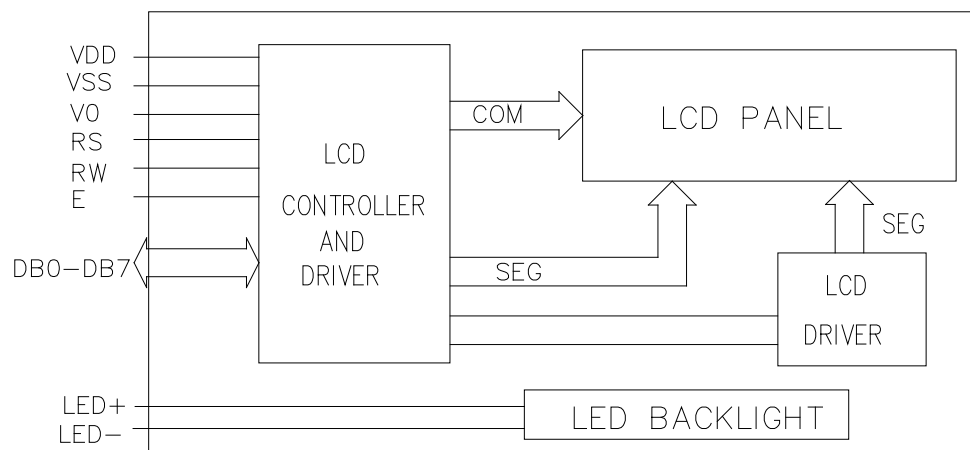 VDD
VSS
V0
RS
RW
E
DB0-DB7
LED+
LED-
LCD
CONTROLLER
AND
DRIVER
COM
SEG
LCD PANEL
SEG
LCD
DRIVER
LED BACKLIGHT